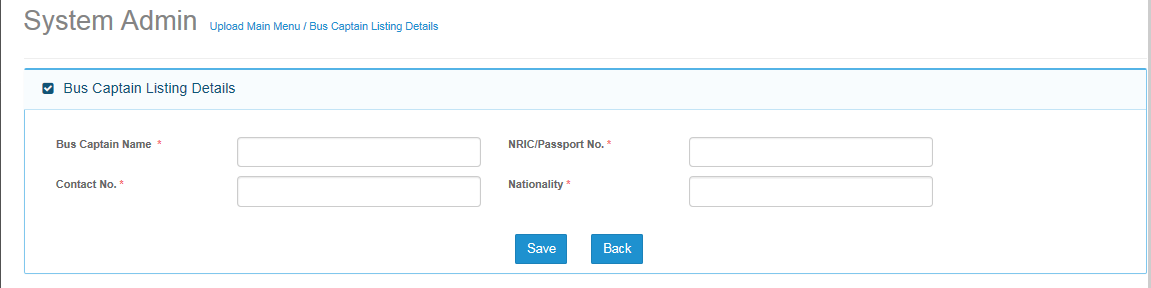 System Admin Upload Main Menu / Bus Captain Listing Details
Bus Captain Listing Details
Bus Captain Name * NRIC/Passport No. *
Contact No. * Nationality *
Save Back